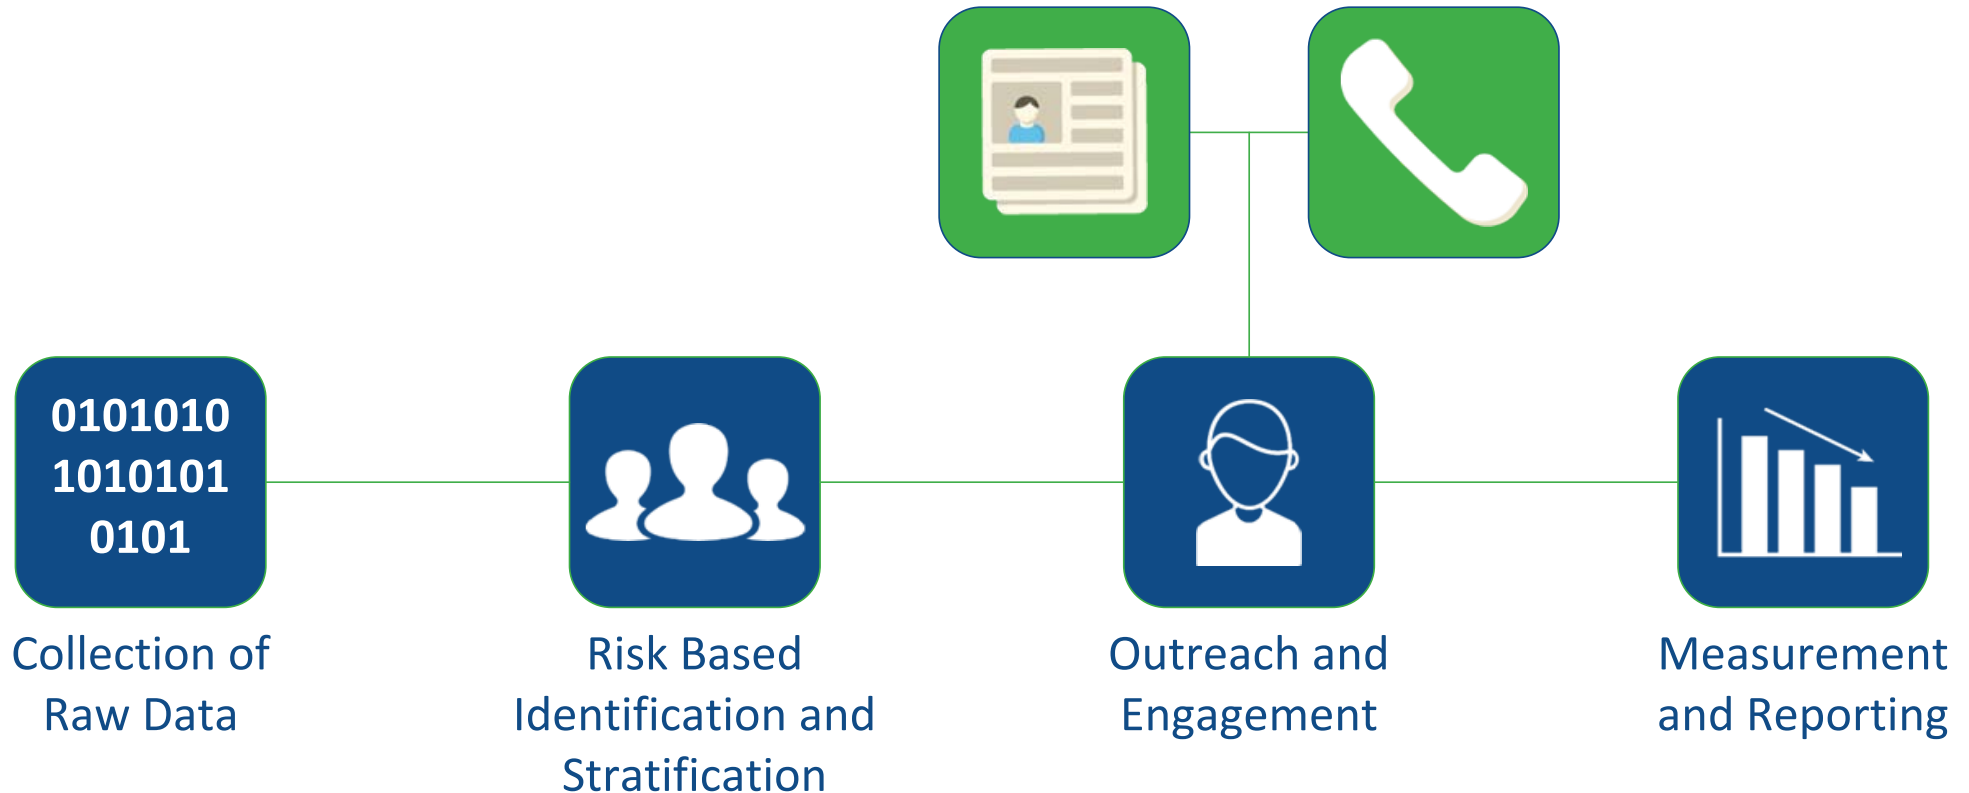 0101010
1010101
0101
Collection of
Raw Data
Risk Based
Identification and
Stratification
Outreach and
Engagement
Measurement
and Reporting